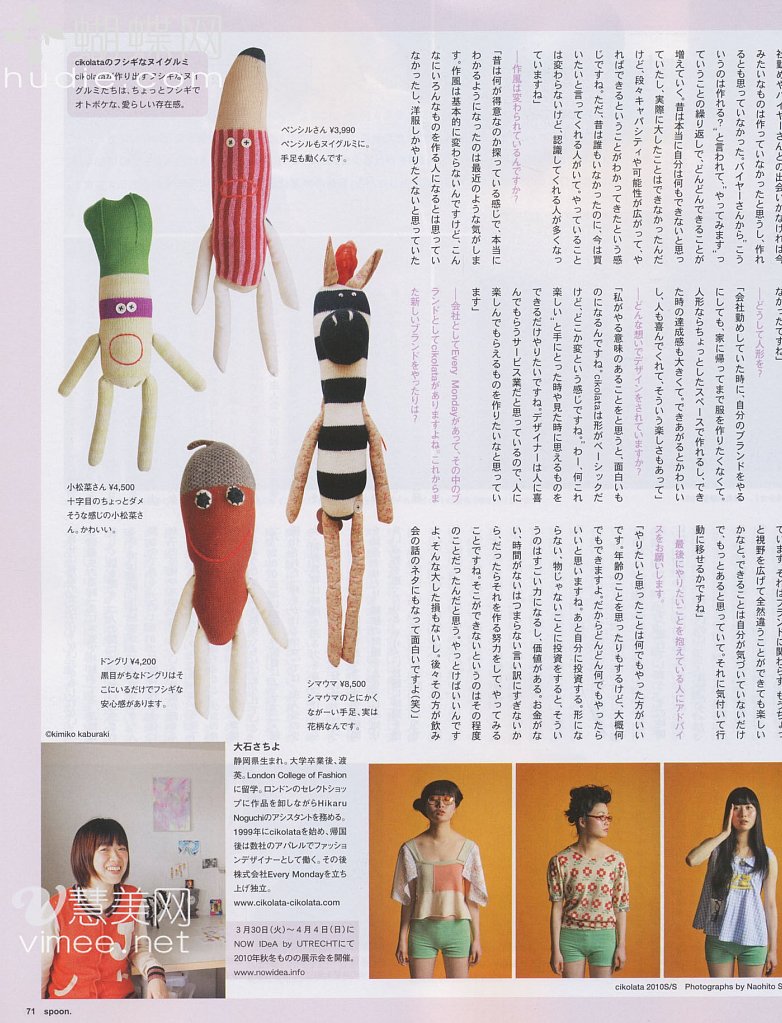 蝴蝶网
huodie.com
cikolataのフシギなヌイグルミ
cikolataが作り出すフシギなヌイ
グルミたちは、ちょっとフシギで
オトボケな、愛らしい存在感。
ペンシルさん ¥3,990
ペンシルもヌイグルミに。
手足も動くんです。
小松菜さん ¥4,500
十字目のちょっとダメ
そうな感じの小松菜さ
ん。かわいい。
ドングリ ¥4,200
黒目がちなドングリはそ
こにいるだけでフシギな
安心感があります。
シマウマ ¥8,500
シマウマのとにかく
ながーい手足、実は
花柄なんです。
社勤めやバイヤーさんとの出会いがなければ今
みたいなものは作っていなかったと思うし、作れ
るとも思っていなかった。バイヤーさんから、“こう
いうのは作れる？”と言われて、“やってみます”っ
ていうことの繰り返しで、どんどんできることが
増えていく。昔は本当に自分は何もできないと思っ
ていたし、実際に大したことはできなかったんだ
けど、段々キャパシティや可能性が広がって、や
ればできるということがわかってきたという感
じですね。ただ、昔は誰もいなかったのに、今は買
いたいと言ってくれる人がいて。やっていること
は変わらないけど、認識してくれる人が多くなっ
ていますね」
―作風は変わられているんですか？
「昔は何が得意なのか探っている感じで、本当に
わかるようになったのは最近のような気がしま
す。作風は基本的に変わらないんですけど、こん
なにいろんなものを作る人になるとは思ってい
なかったし、洋服しかやりたくないと思っていた
なかったですね」
―どうして人形を？
「会社勤めしていた時に、自分のブランドをやる
にしても、家に帰ってまで服を作りたくなくて。
人形ならちょっとしたスペースで作れるし、でき
た時の達成感も大きくて。できあがるとかわいい
し、人も喜んでくれて、そういう楽しさもあって」
―どんな想いでデザインをされていますか？
「私がやる意味のあることをと思うと、面白いも
のになるんですね。cikolataは形がベーシックだ
けど、どこか変という感じですね。“わー、何これ
楽しい”と手にとった時や見た時に思えるものを
できるだけやりたいですね。デザイナーは人に喜
んでもらうサービス業だと思っているので、人に
楽しんでもらえるものを作りたいなと思ってい
ます」
―会社としてEvery Mondayがあって、その中のブ
ランドとしてcikolataがありますよね。これからま
た新しいブランドをやったりは？
ています。それはブランドに関わらず、もうちょっ
と視野を広げて全然違うことができても楽しい
かなと。できることは自分が気づいていないだけ
で、もっとあると思っていて。それに気付いて行
動に移せるかですね」
―最後にやりたいことを抱えている人にアドバイ
スをお願いします。
「やりたいと思ったことは何でもやった方がいい
です。年齢のことを思ったりもするけど、大概何
でもできますよ。だからどんどん何でもやったら
いいと思いますね。あと自分に投資する。形にな
らない、物じゃないことに投資をすると、そうい
うのはすごい力になるし、価値がある。お金がな
い、時間がないはつまらない言い訳にすぎないか
ら、だったらそれを作る努力をして、やってみる
ことですね。そこができないというのはその程度
のことだったんだと思う。やっとけばいいんです
よ、そんな大した損もないし。後々その方が飲み
会の話のネタにもなって面白いですよ（笑）」
©kimiko kaburaki
大石さちよ
静岡県生まれ。大学卒業後、渡
英。London College of Fashion
に留学。ロンドンのセレクトショッ
プに作品を卸しながらHikaru
Noguchiのアシスタントを務める。
1999年にcikolataを始め、帰国
後は数社のアパレルでファッショ
ンデザイナーとして働く。その後
株式会社Every Mondayを立ち
上げ独立。
www.cikolata-cikolata.com
3月30日（火）〜4月4日（日）に
NOW IDeA by UTRECHTにて
2010年秋冬ものの展示会を開催。
www.nowidea.info
慧美网
vimeej.net
cikolata 2010S/S Photographs by Naohito S
71 spoon.